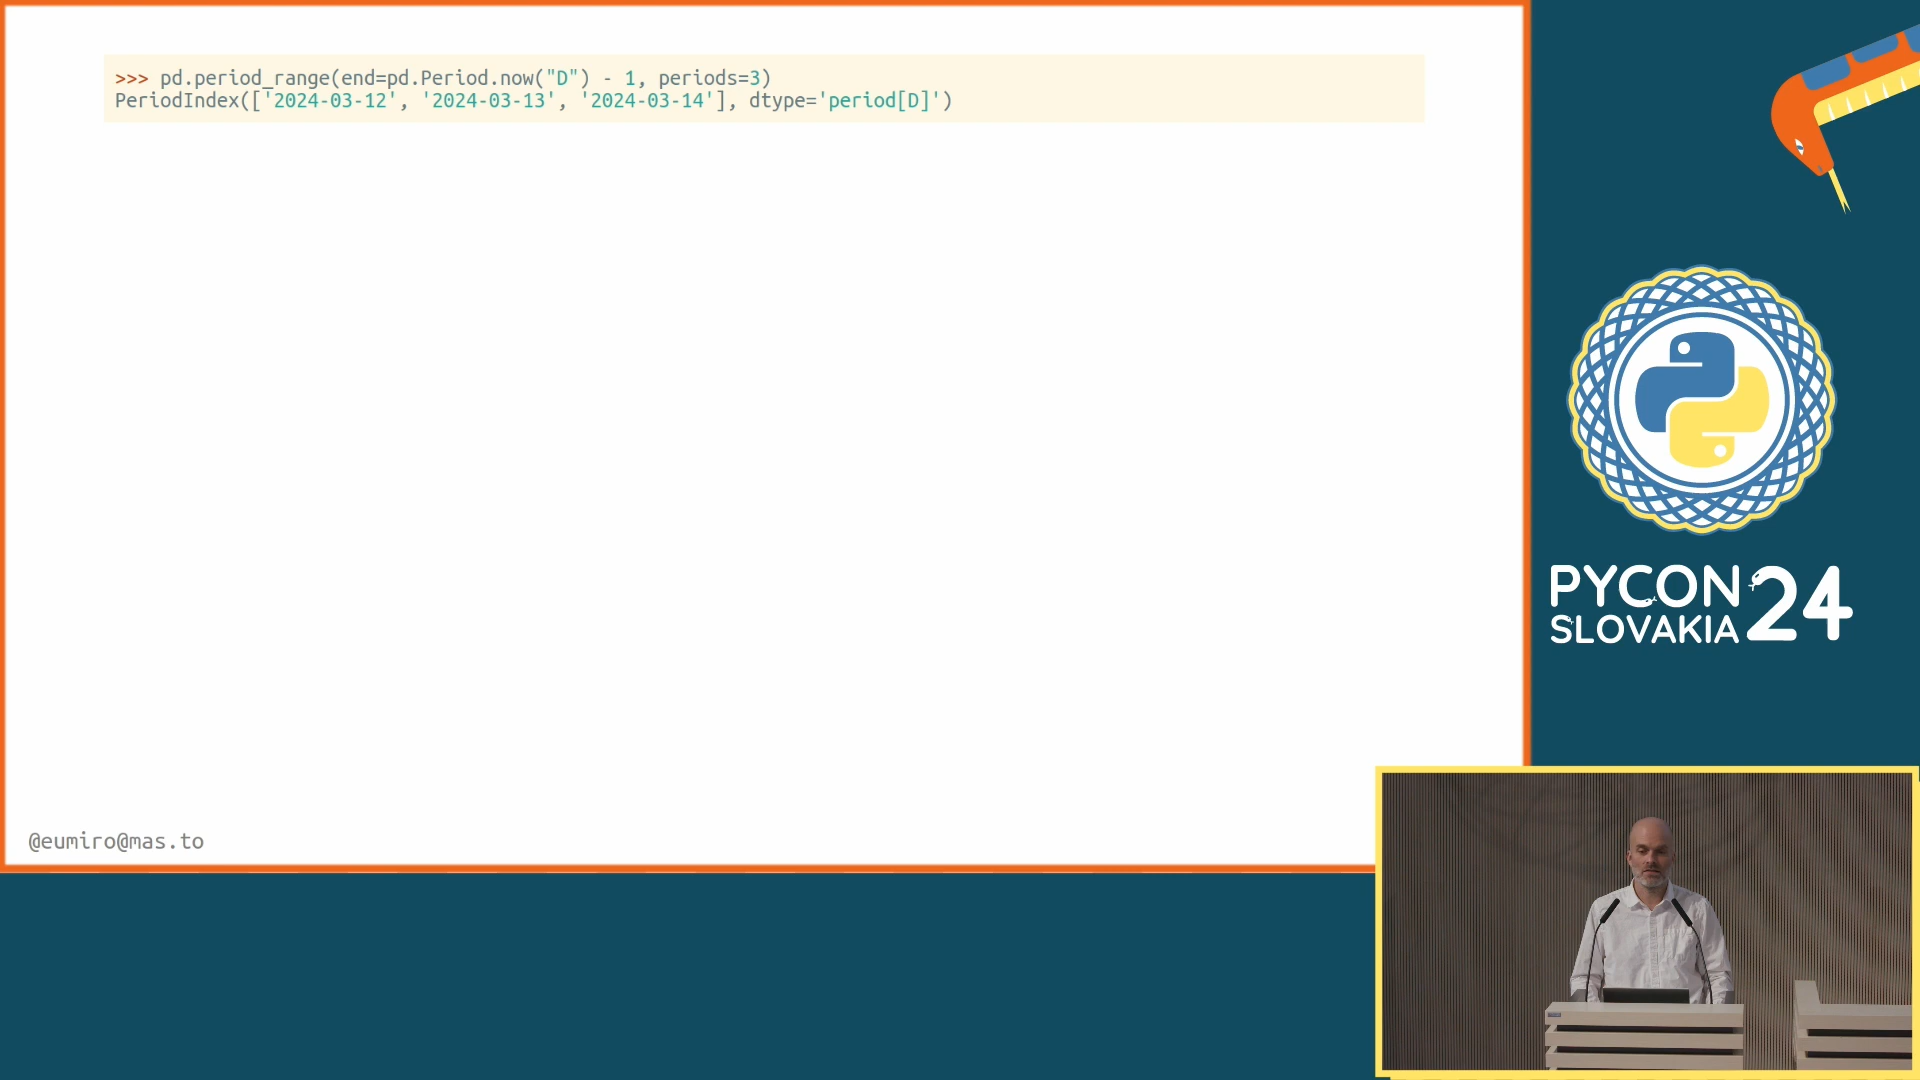 >>> pd.period_range(end=pd.Period.now("D") - 1, periods=3)
PeriodIndex(['2024-03-12', '2024-03-13', '2024-03-14'], dtype='period[D]')
@eumiro@mas.to
PYCON
SLOVAKIA
24